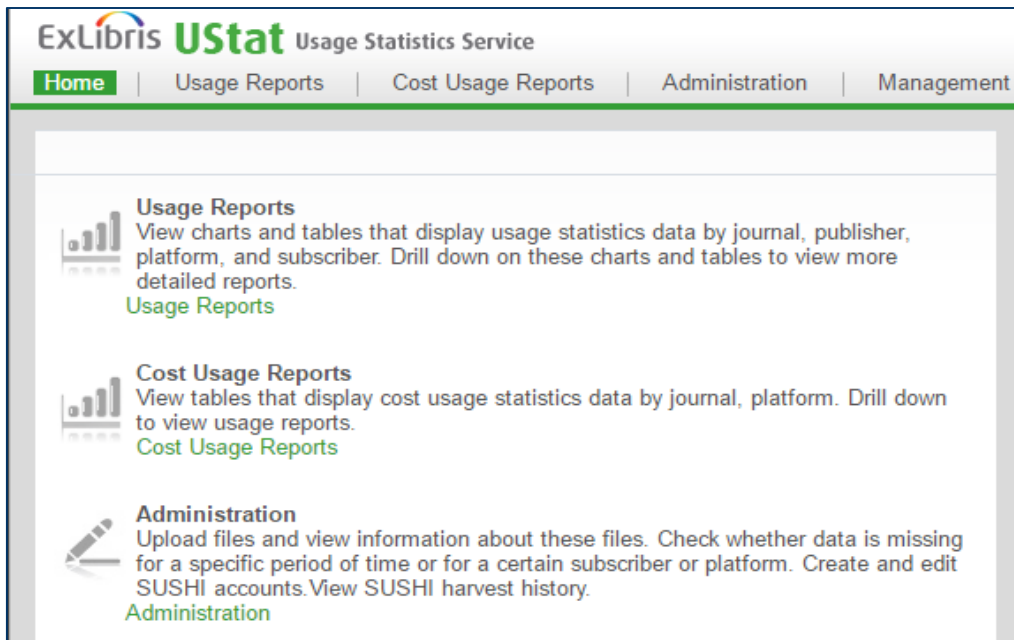 ExLibris UStat Usage Statistics Service
Home | Usage Reports | Cost Usage Reports | Administration | Management
Usage Reports
View charts and tables that display usage statistics data by journal, publisher,
platform, and subscriber. Drill down on these charts and tables to view more
detailed reports.
Usage Reports
Cost Usage Reports
View tables that display cost usage statistics data by journal, platform. Drill down
to view usage reports.
Cost Usage Reports
Administration
Upload files and view information about these files. Check whether data is missing
for a specific period of time or for a certain subscriber or platform. Create and edit
SUSHI accounts.View SUSHI harvest history.
Administration